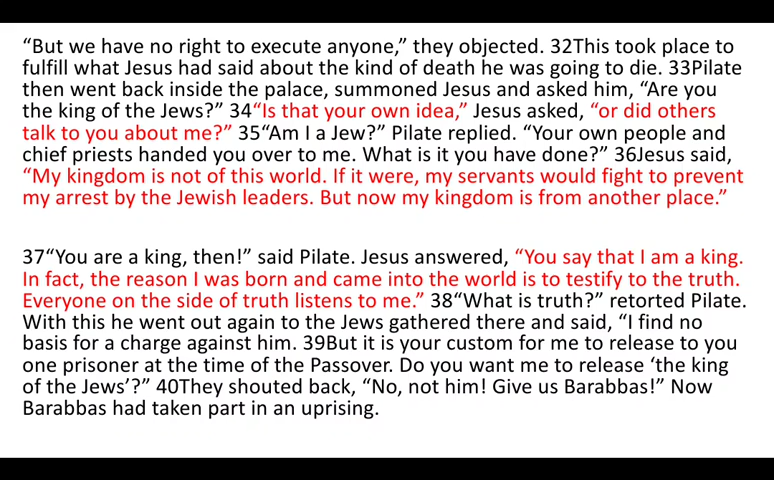 “But we have no right to execute anyone,” they objected. 32This took place to
fulfill what Jesus had said about the kind of death he was going to die. 33Pilate
then went back inside the palace, summoned Jesus and asked him, “Are you
the king of the Jews?” 34“Is that your own idea,” Jesus asked, “or did others
talk to you about me?” 35“Am I a Jew?” Pilate replied. “Your own people and
chief priests handed you over to me. What is it you have done?” 36Jesus said,
“My kingdom is not of this world. If it were, my servants would fight to prevent
my arrest by the Jewish leaders. But now my kingdom is from another place.”
37“You are a king, then!” said Pilate. Jesus answered, “You say that I am a king.
In fact, the reason I was born and came into the world is to testify to the truth.
Everyone on the side of truth listens to me.” 38“What is truth?” retorted Pilate.
With this he went out again to the Jews gathered there and said, “I find no
basis for a charge against him. 39But it is your custom for me to release to you
one prisoner at the time of the Passover. Do you want me to release ‘the king
of the Jews’?” 40They shouted back, “No, not him! Give us Barabbas!” Now
Barabbas had taken part in an uprising.